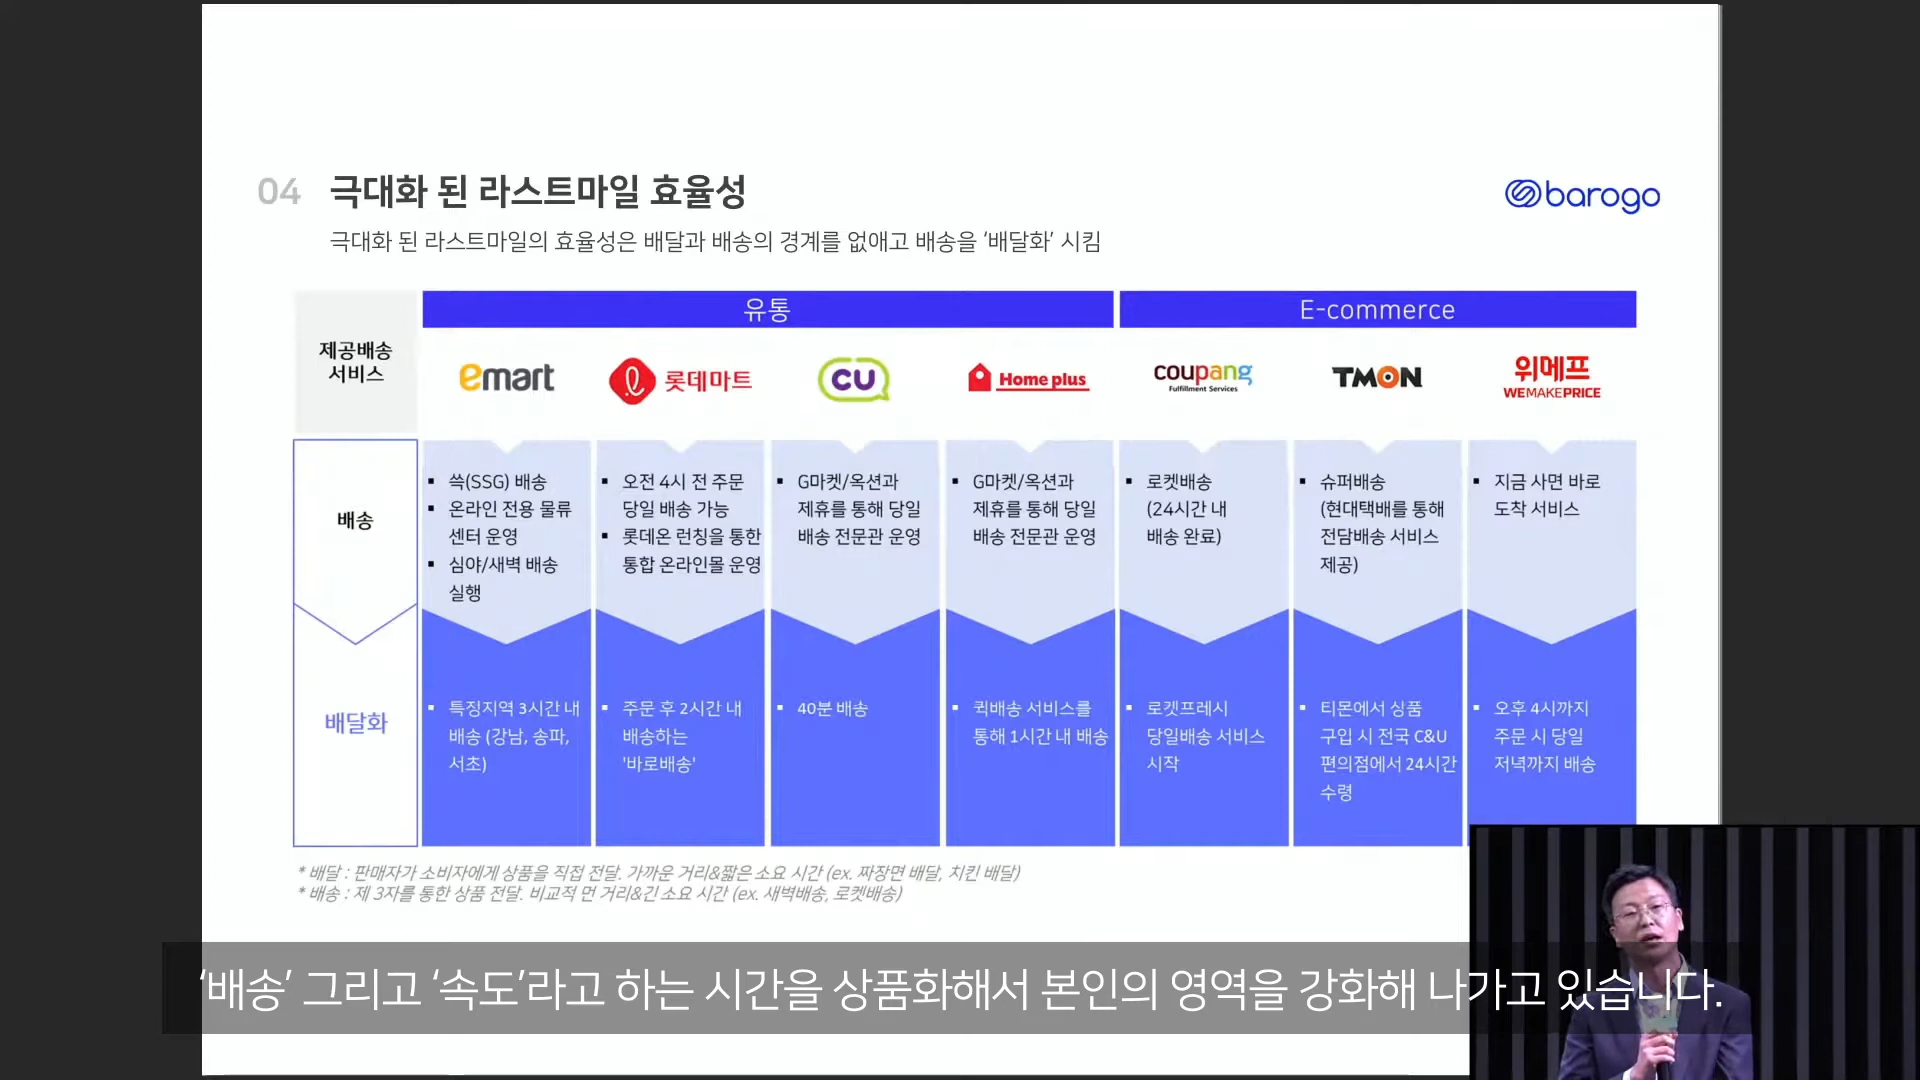 04 극대화 된 라스트마일 효율성
barogo
극대화 된 라스트마일의 효율성은 배달과 배송의 경계를 없애고 배송을 ‘배달화’ 시킴
제공배송
서비스
유통
E-commerce
emart
롯데마트
CU
Home plus
coupang
Fulfillment Services
TMON
위메프
WEMAKEPRICE
배송
쓱(SSG) 배송
온라인 전용 물류
센터 운영
심야/새벽 배송
실행
오전 4시 전 주문
당일 배송 가능
롯데온 런칭을 통한
통합 온라인몰 운영
G마켓/옥션과
제휴를 통해 당일
배송 전문관 운영
G마켓/옥션과
제휴를 통해 당일
배송 전문관 운영
로켓배송
(24시간 내
배송 완료)
슈퍼배송
(현대택배를 통해
전담배송 서비스
제공)
지금 사면 바로
도착 서비스
배달화
특징지역 3시간 내
배송 (강남, 송파,
서초)
주문 후 2시간 내
배송하는
'바로배송'
40분 배송
퀵배송 서비스를
통해 1시간 내 배송
로켓프레시
당일배송 서비스
시작
티몬에서 상품
구입 시 전국 C&U
편의점에서 24시간
수령
오후 4시까지
주문 시 당일
저녁까지 배송
* 배달 : 판매자가 소비자에게 상품을 직접 전달. 가까운 거리&짧은 소요 시간 (ex. 짜장면 배달, 치킨 배달)
* 배송 : 제 3자를 통한 상품 전달. 비교적 먼 거리&긴 소요 시간 (ex. 새벽배송, 로켓배송)
‘배송’ 그리고 ‘속도’라고 하는 시간을 상품화해서 본인의 영역을 강화해 나가고 있습니다.